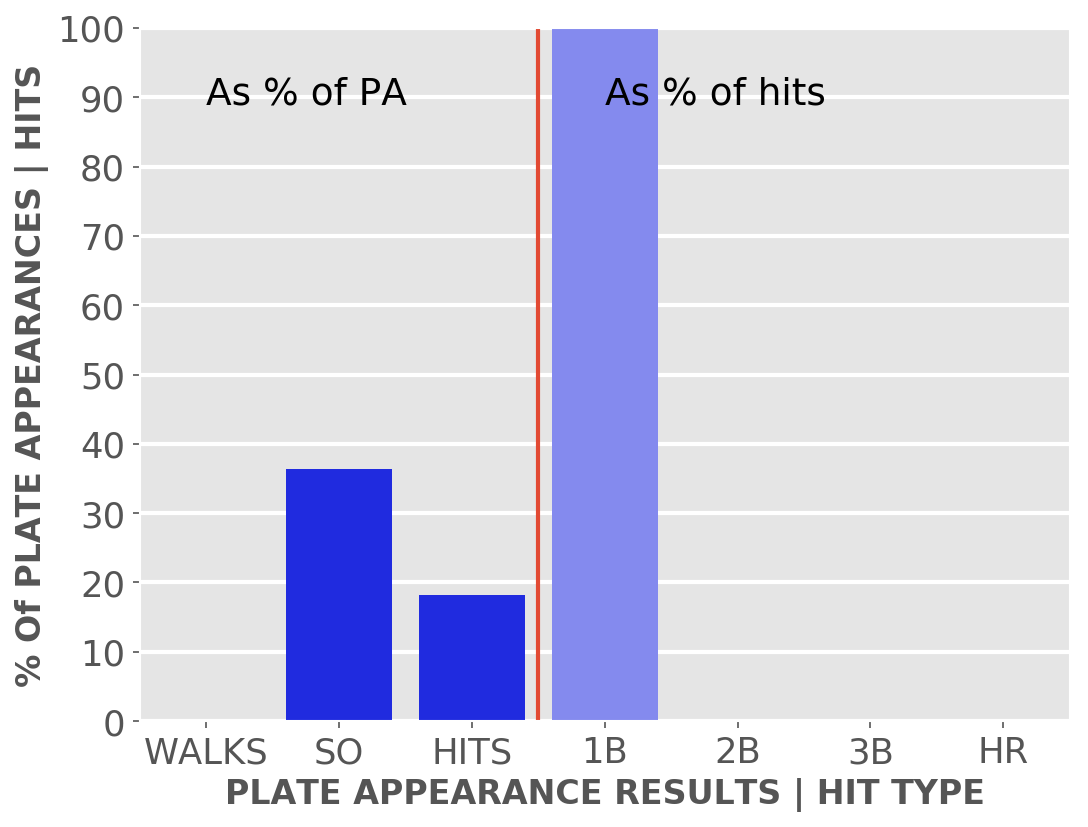 % Of PLATE APPEARANCES | HITS
100
90
80
70
60
50
40
30
20
10
0
As % of PA
As % of hits
WALKS SO HITS 1B 2B 3B HR
PLATE APPEARANCE RESULTS | HIT TYPE